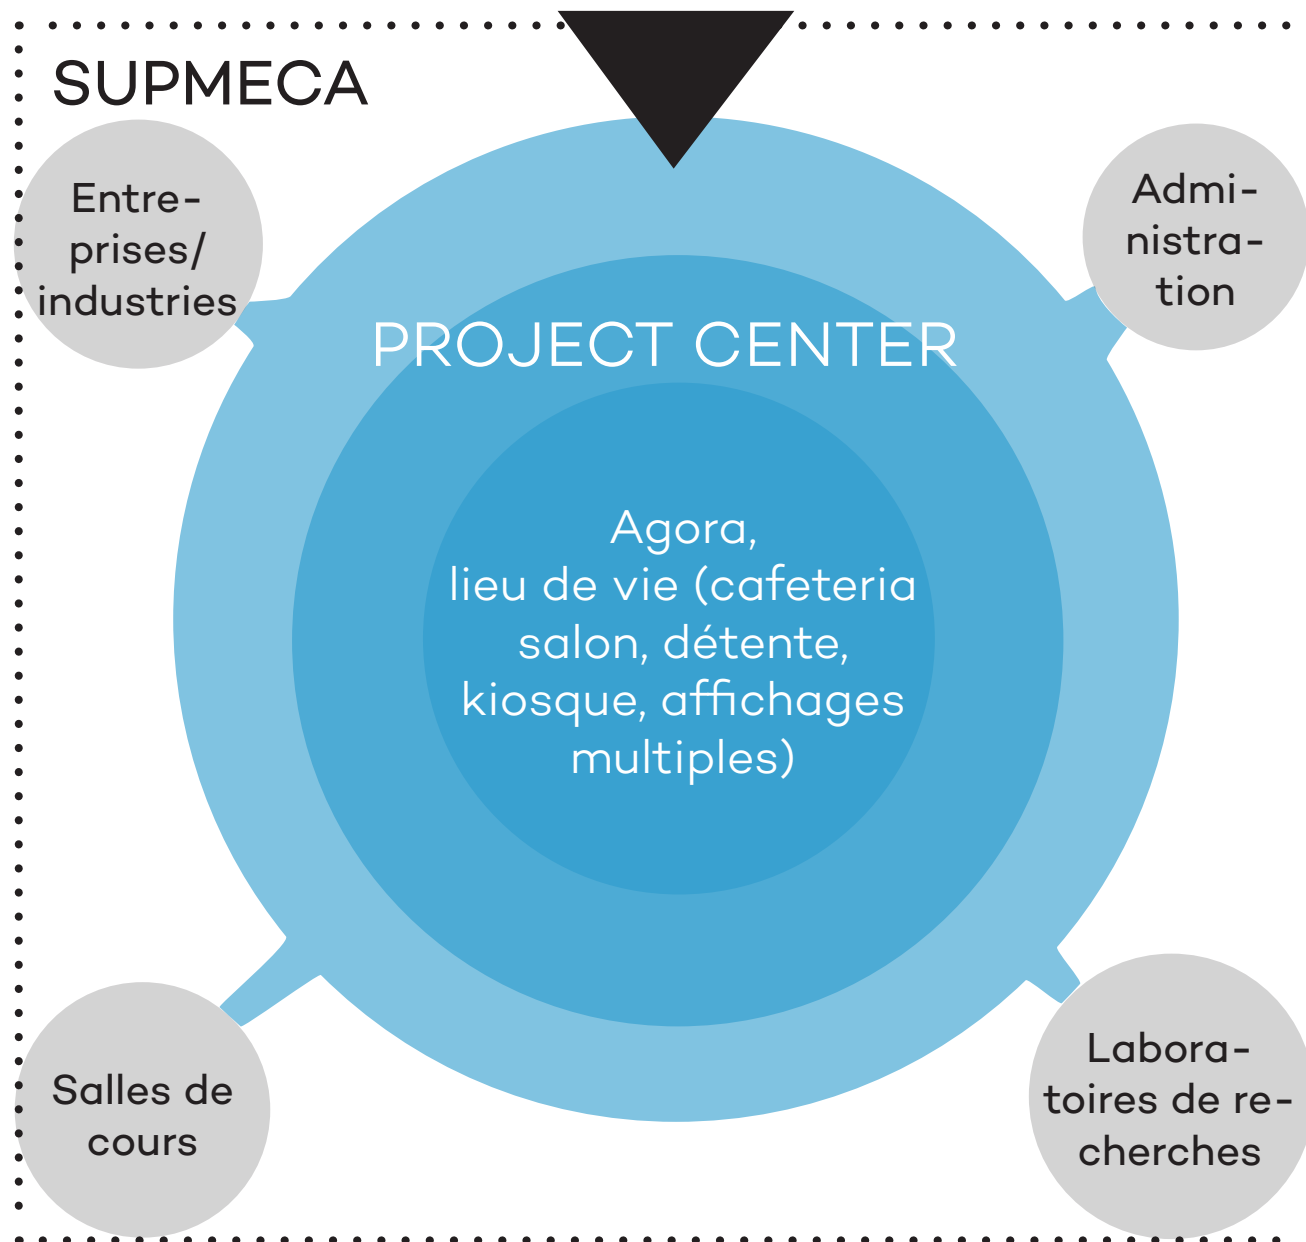 SUPMECA
Entre-
prises/
industries
Admi-
nistra-
tion
PROJECT CENTER
Agora,
lieu de vie (cafeteria
salon, détente,
kiosque, affichages
multiples)
Salles de
cours
Labora-
toires de re-
cherches